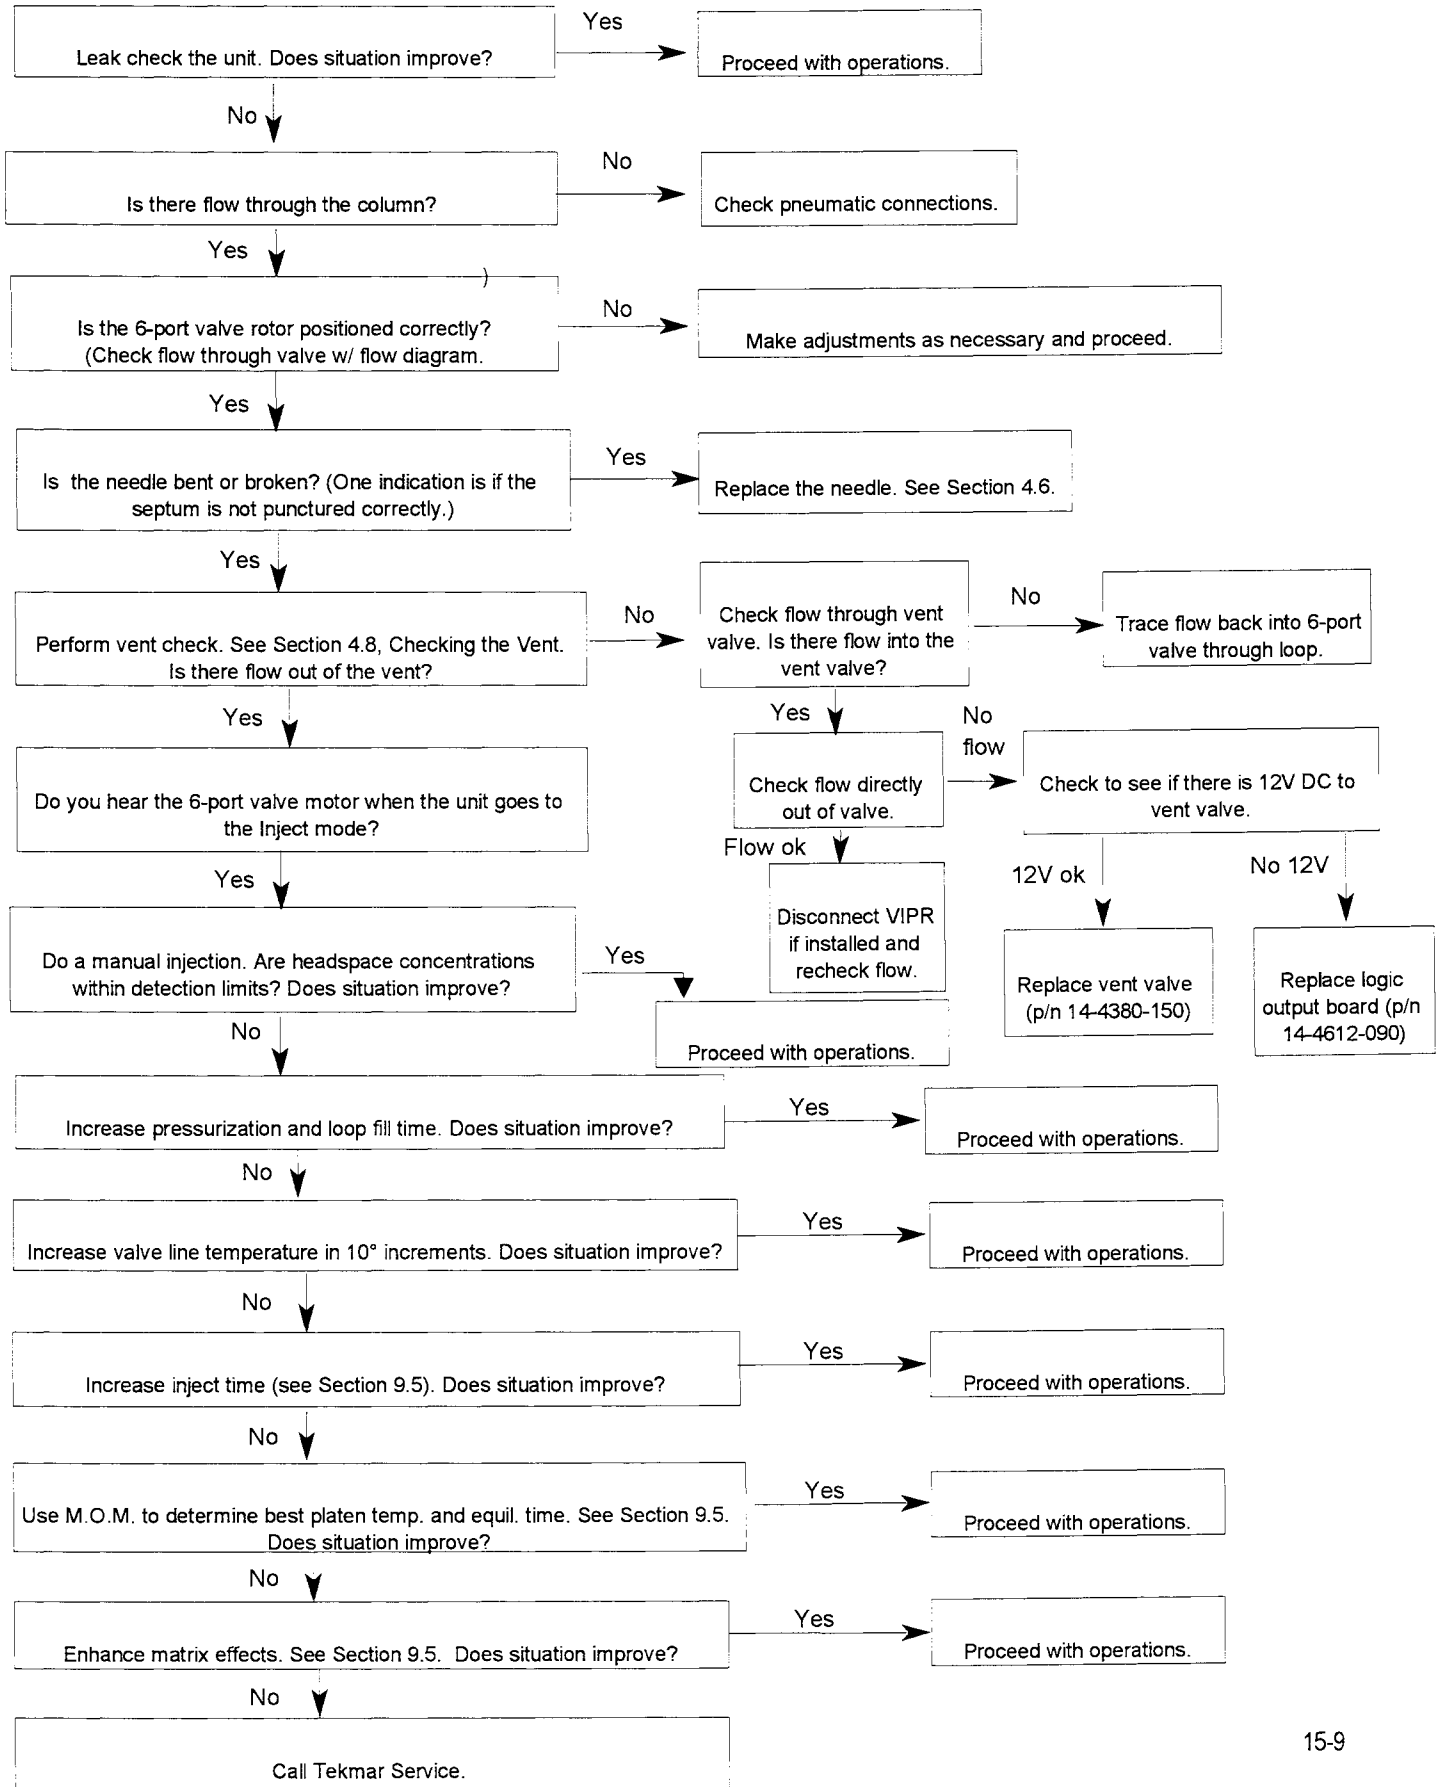 Yes
Leak check the unit. Does situation improve?
Proceed with operations.
No
No
Is there flow through the column?
Check pneumatic connections.
Yes
)
No
Is the 6-port valve rotor positioned correctly?
(Check flow through valve w/ flow diagram.
Make adjustments as necessary and proceed.
Yes
Yes
Is the needle bent or broken? (One indication is if the
septum is not punctured correctly.)
Replace the needle. See Section 4.6.
Yes
No
Perform vent check. See Section 4.8, Checking the Vent.
Is there flow out of the vent?
Check flow through vent
valve. Is there flow into the
vent valve?
No
Trace flow back into 6-port
valve through loop.
Yes
Yes
No
flow
Do you hear the 6-port valve motor when the unit goes to
the Inject mode?
Check flow directly
out of valve.
Check to see if there is 12V DC to
vent valve.
Flow ok
12V ok
No 12V
Yes
Disconnect VIPR
if installed and
recheck flow.
Replace vent valve
(p/n 14-4380-150)
Replace logic
output board (p/n
14-4612-090)
Do a manual injection. Are headspace concentrations
within detection limits? Does situation improve?
Yes
Proceed with operations.
No
Increase pressurization and loop fill time. Does situation improve?
Yes
Proceed with operations.
No
Increase valve line temperature in 10° increments. Does situation improve?
Yes
Proceed with operations.
No
Increase inject time (see Section 9.5). Does situation improve?
Yes
Proceed with operations.
No
Use M.O.M. to determine best platen temp. and equil. time. See Section 9.5.
Does situation improve?
Yes
Proceed with operations.
No
Enhance matrix effects. See Section 9.5. Does situation improve?
Yes
Proceed with operations.
No
Call Tekmar Service.
15-9